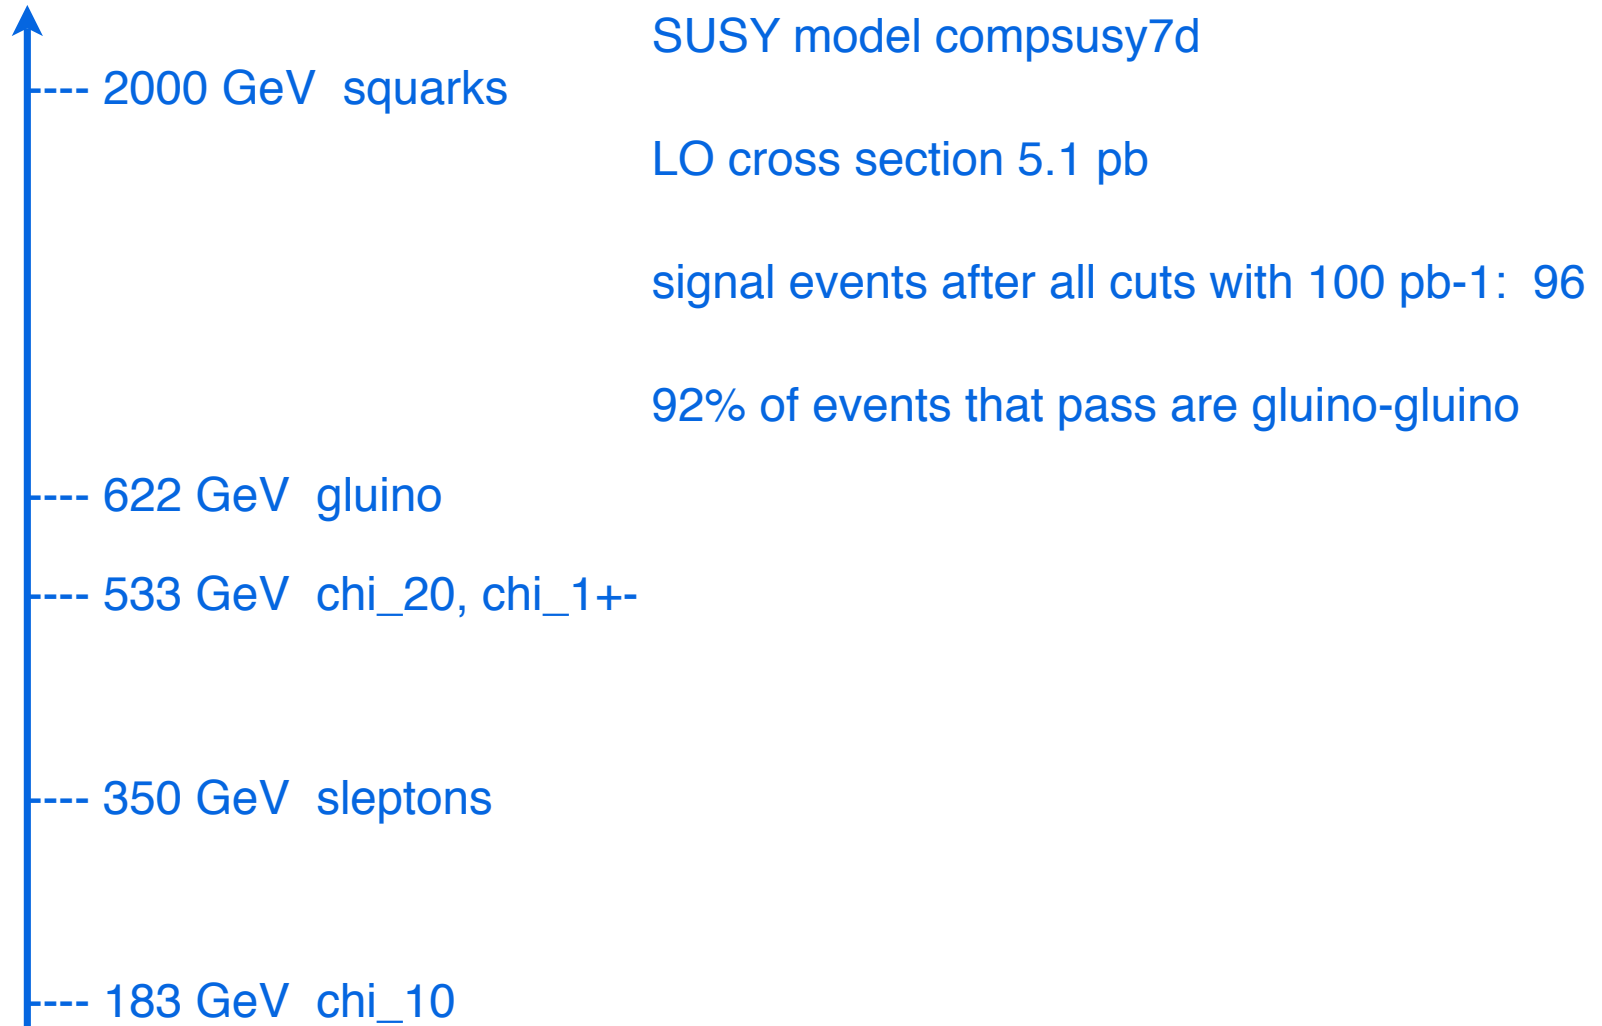 SUSY model compsusy7d
---- 2000 GeV  squarks
LO cross section 5.1 pb
signal events after all cuts with 100 pb-1:  96
92% of events that pass are gluino-gluino
---- 622 GeV  gluino
---- 533 GeV  chi_20, chi_1+-
---- 350 GeV  sleptons
---- 183 GeV  chi_10